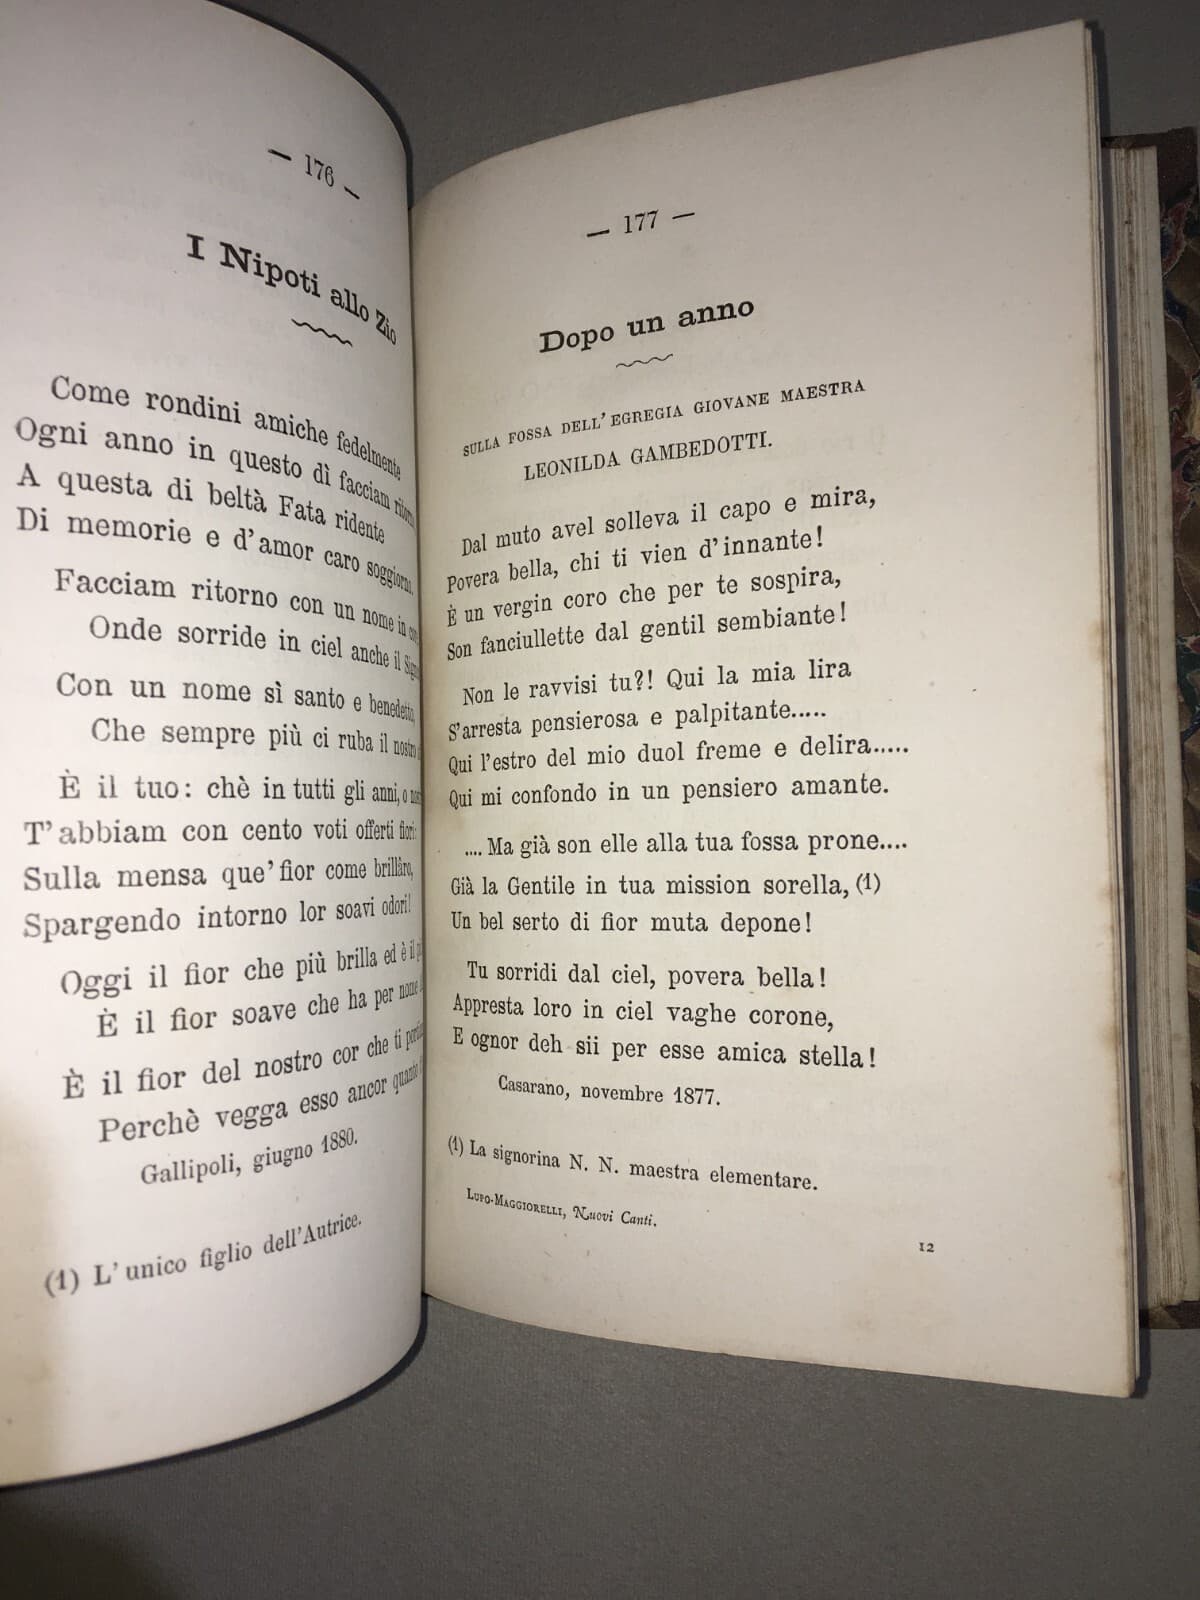 — 176 —
I Nipoti allo Zio
Come rondini amiche fedelmente
Ogni anno in questo dì facciam
A questa di beltà Fata ridente
Di memorie e d'amor caro soggiorno.
Facciam ritorno con un nome in
Onde sorride in ciel anche il
Con un nome sì santo e benedetto,
Che sempre più ci ruba il nostro
È il tuo: chè in tutti gli anni, o
T'abbiam con cento voti offerti fiori:
Sulla mensa que' fior come brillâro,
Spargendo intorno lor soavi odori!
Oggi il fior che più brilla ed è il
È il fior soave che ha per nome
È il fior del nostro cor che ti
Perchè vegga esso ancor quanto
Gallipoli, giugno 1880.
(1) L'unico figlio dell'Autrice.
— 177 —
Dopo un anno
SULLA FOSSA DELL'EGREGIA GIOVANE MAESTRA
LEONILDA GAMBEDOTTI.
Dal muto avel solleva il capo e mira,
Povera bella, chi ti vien d'innante!
È un vergin coro che per te sospira,
Son fanciullette dal gentil sembiante!
Non le ravvisi tu?! Qui la mia lira
S'arresta pensierosa e palpitante.....
Qui l'estro del mio duol freme e delira.....
Qui mi confondo in un pensiero amante.
.... Ma già son elle alla tua fossa prone....
Già la Gentile in tua mission sorella, (1)
Un bel serto di fior muta depone!
Tu sorridi dal ciel, povera bella!
Appresta loro in ciel vaghe corone,
E ognor deh sii per esse amica stella!
Casarano, novembre 1877.
(1) La signorina N. N. maestra elementare.
LUPO-MAGGIORELLI, Nuovi Canti.
12